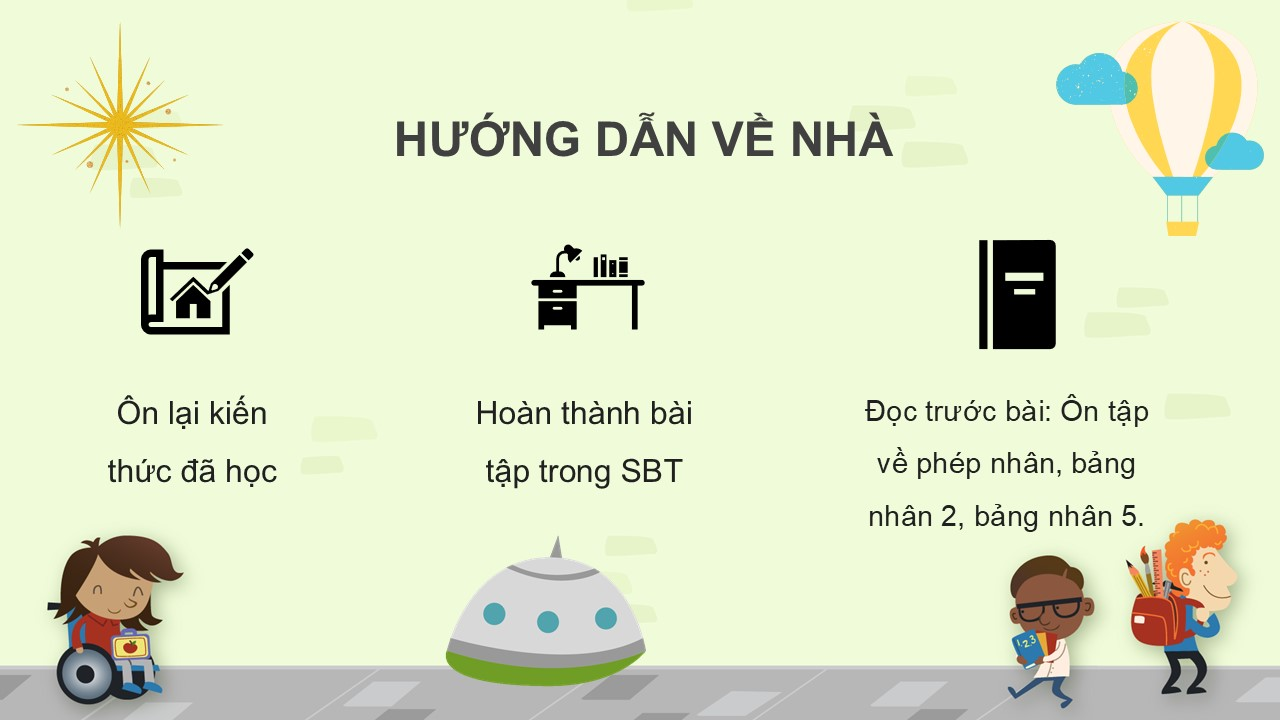 HƯỚNG DẪN VỀ NHÀ
Ôn lại kiến
thức đã học
Hoàn thành bài
tập trong SBT
Đọc trước bài: Ôn tập
về phép nhân, bảng
nhân 2, bảng nhân 5.
123